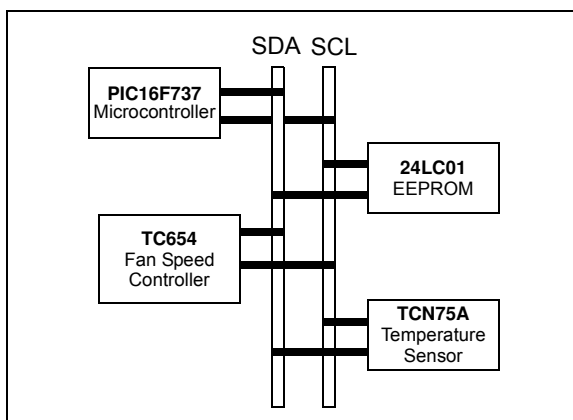 SDA SCL
PIC16F737
Microcontroller
24LC01
EEPROM
TC654
Fan Speed
Controller
TCN75A
Temperature
Sensor